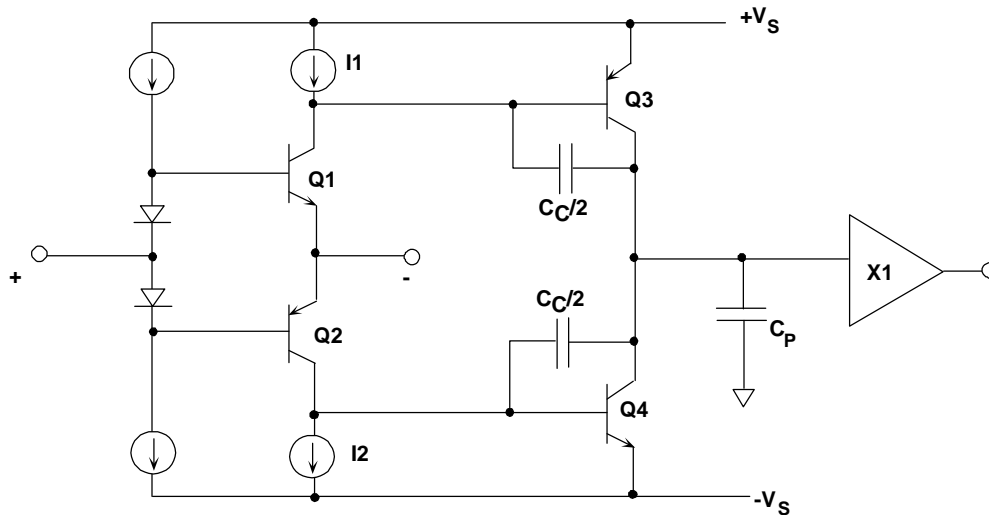 +VS
I1
Q3
Q1
CC/2
+
-
X1
CC/2
CP
Q2
Q4
I2
-VS